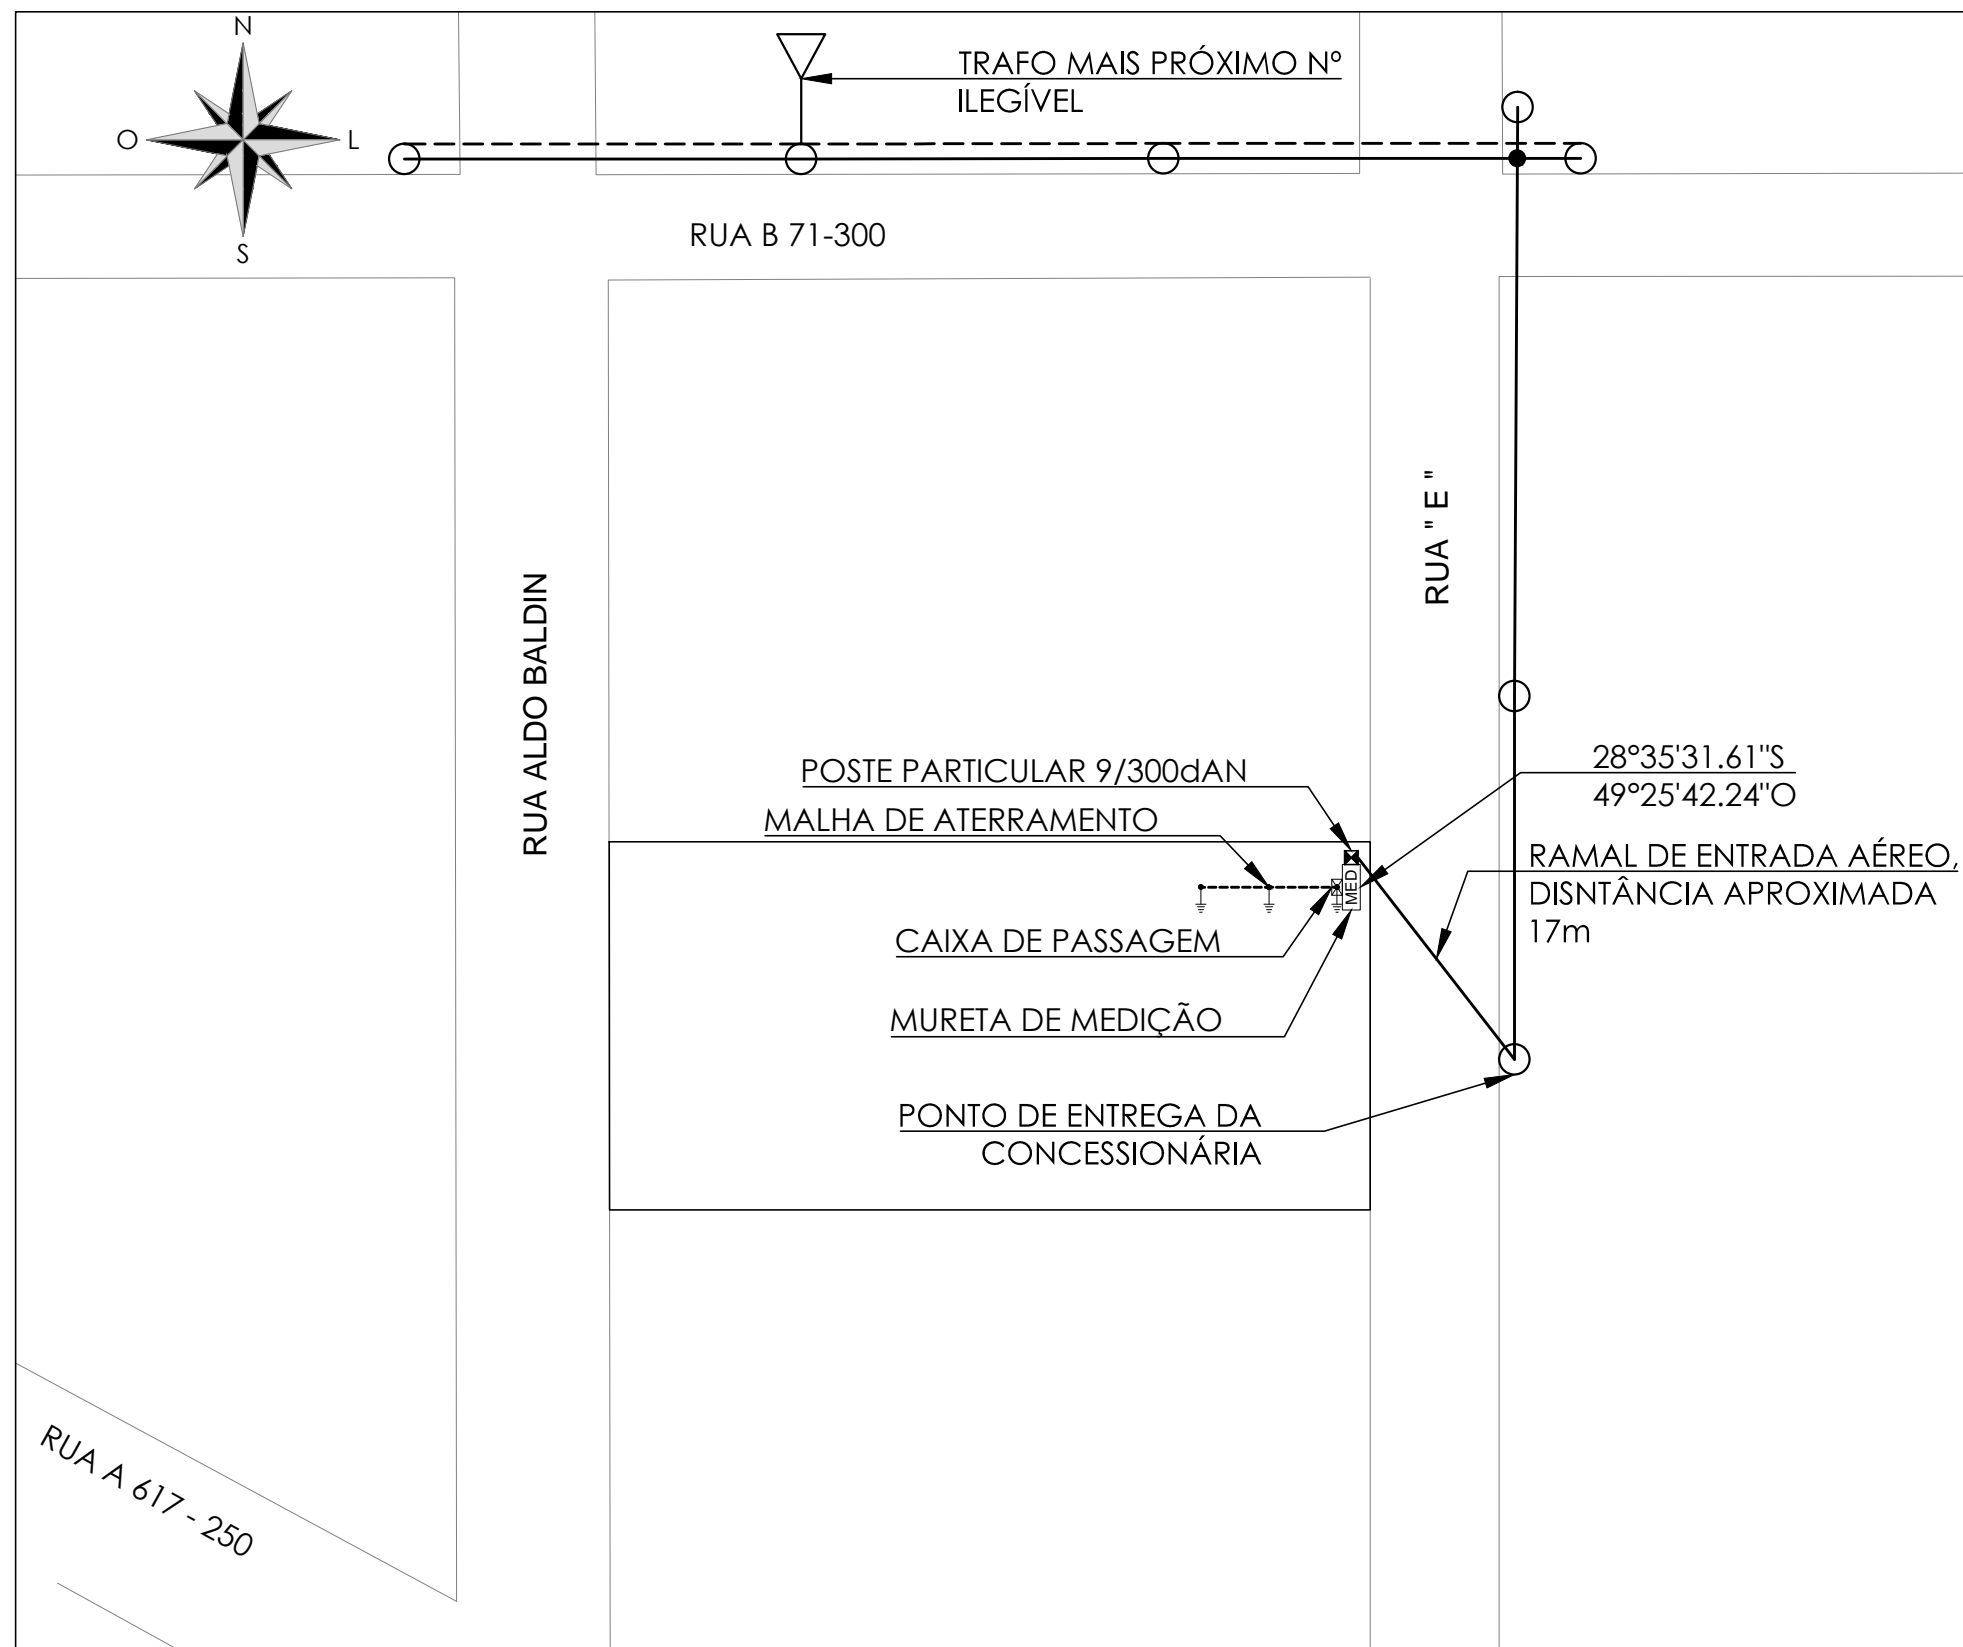 N
O
L
S
TRAFO MAIS PRÓXIMO Nº
ILEGÍVEL
RUA B 71-300
RUA " E "
RUA ALDO BALDIN
POSTE PARTICULAR 9/300dAN
MALHA DE ATERRAMENTO
28°35'31.61"S
49°25'42.24"O
MED
RAMAL DE ENTRADA AÉREO,
DISNTÂNCIA APROXIMADA
17m
CAIXA DE PASSAGEM
MURETA DE MEDIÇÃO
PONTO DE ENTREGA DA
CONCESSIONÁRIA
RUA A 617 - 250